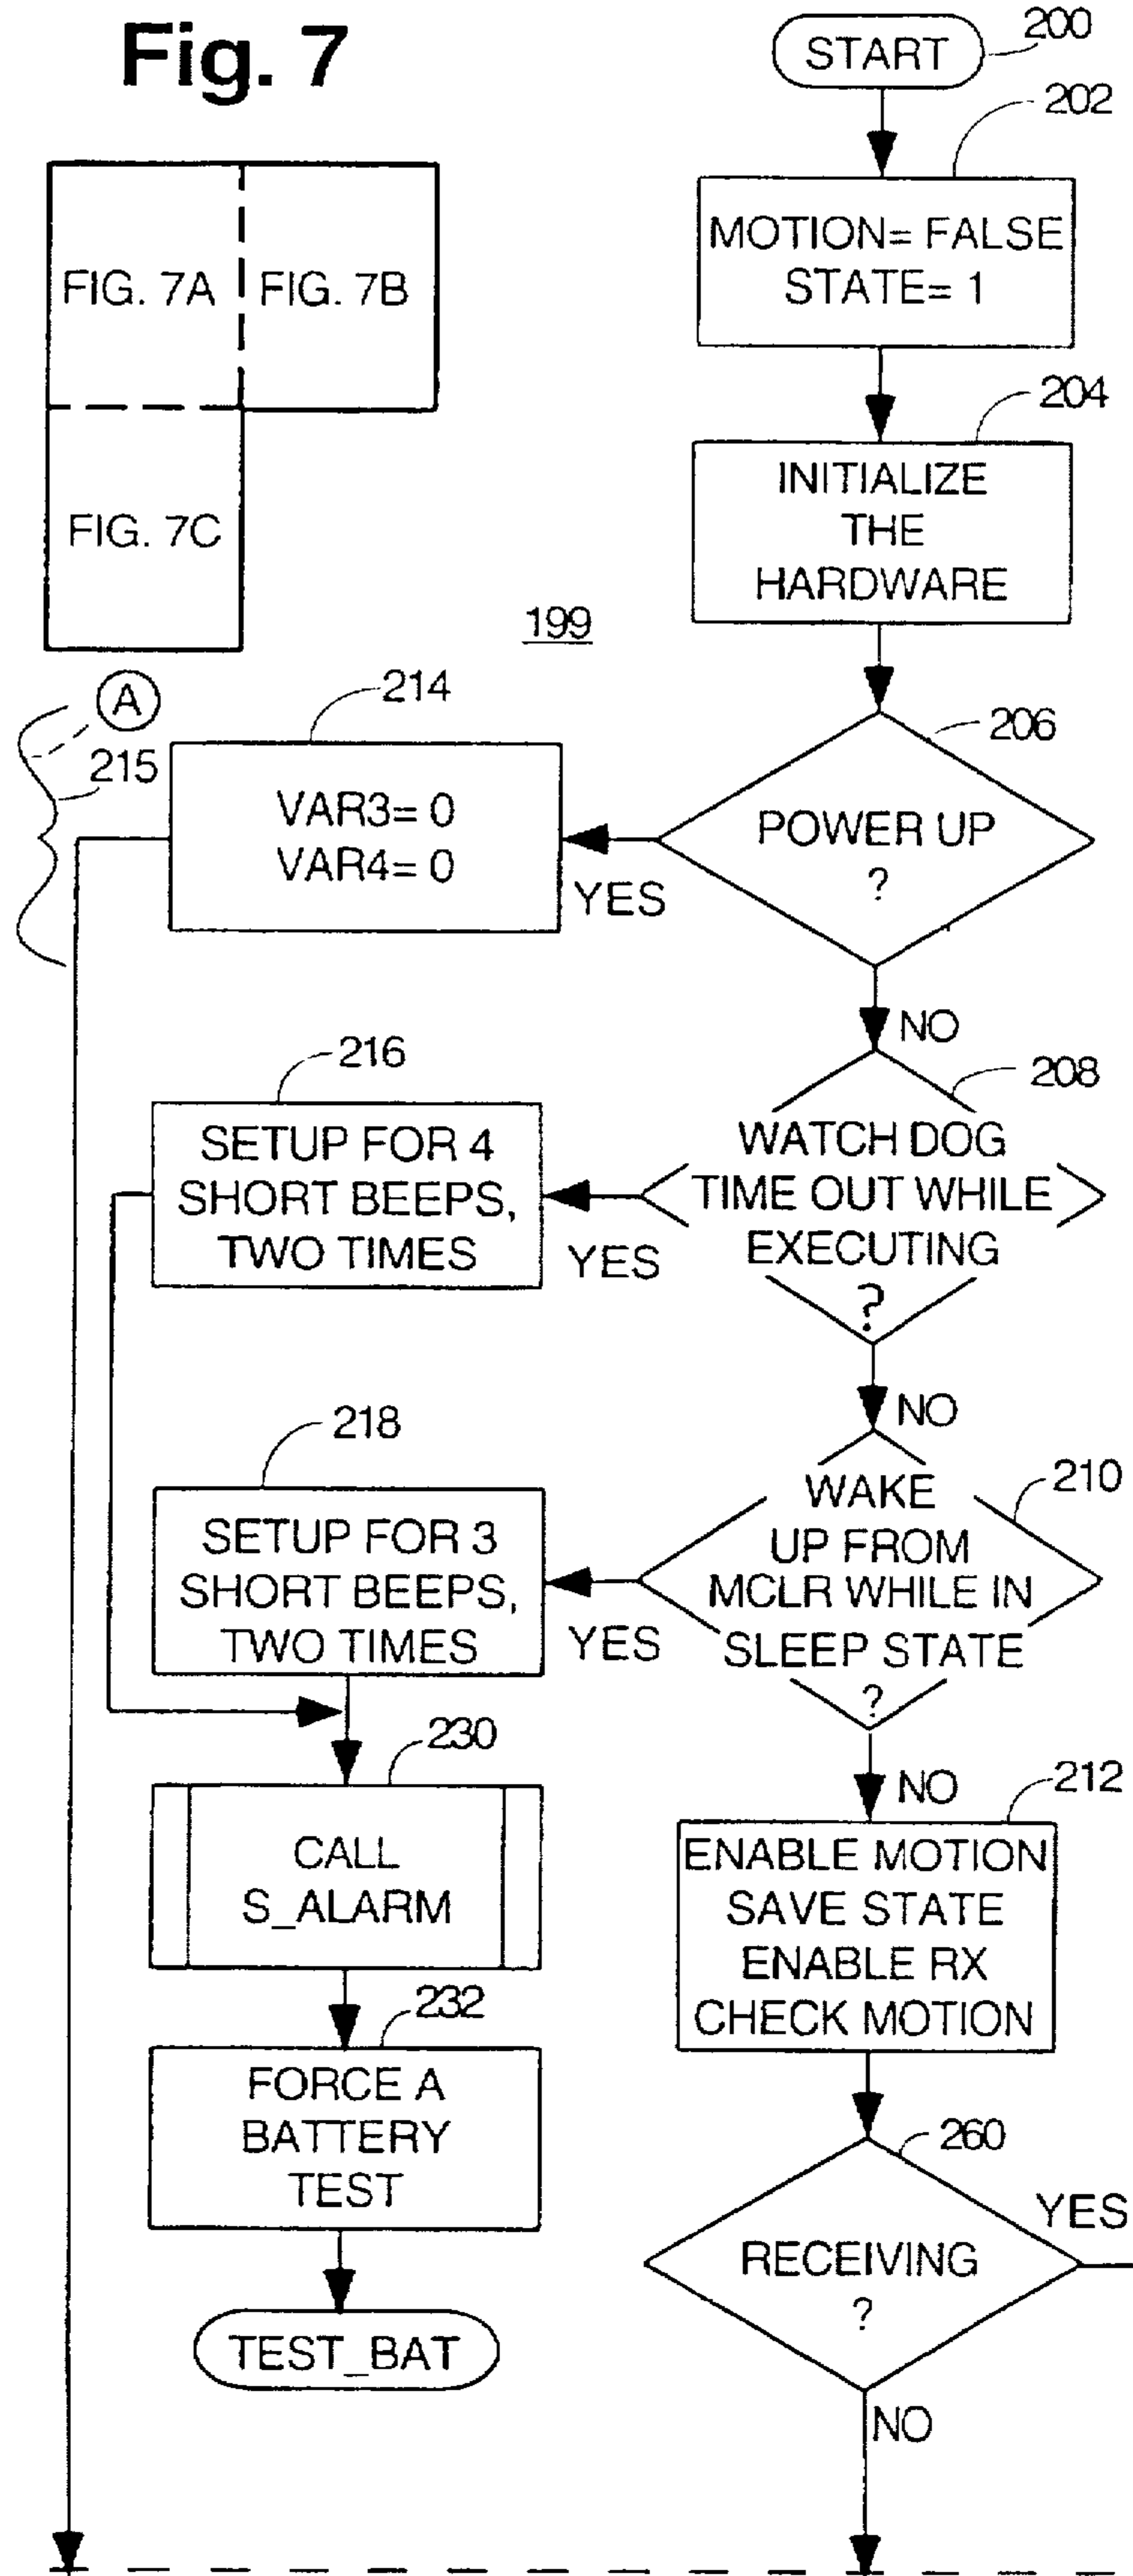 Fig. 7
FIG. 7A
FIG. 7B
FIG. 7C
199
START
200
202
MOTION= FALSE
STATE= 1
204
INITIALIZE
THE
HARDWARE
206
POWER UP
?
YES
214
VAR3= 0
VAR4= 0
A
215
NO
208
WATCH DOG
TIME OUT WHILE
EXECUTING
?
YES
216
SETUP FOR 4
SHORT BEEPS,
TWO TIMES
NO
210
WAKE
UP FROM
MCLR WHILE IN
SLEEP STATE
?
YES
218
SETUP FOR 3
SHORT BEEPS,
TWO TIMES
230
CALL
S_ALARM
232
FORCE A
BATTERY
TEST
TEST_BAT
NO
212
ENABLE MOTION
SAVE STATE
ENABLE RX
CHECK MOTION
260
RECEIVING
?
YES
NO